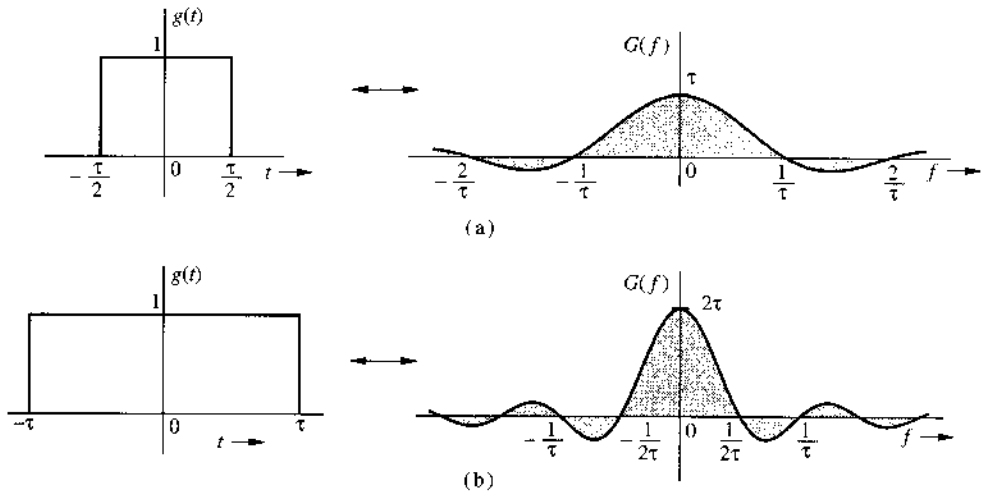 g(t)
1
-τ/2 0 τ/2 t
G(f)
τ
-2/τ -1/τ 0 1/τ 2/τ f
(a)
g(t)
1
-τ 0 τ t
G(f)
2τ
-1/τ -1/2τ 0 1/2τ 1/τ f
(b)